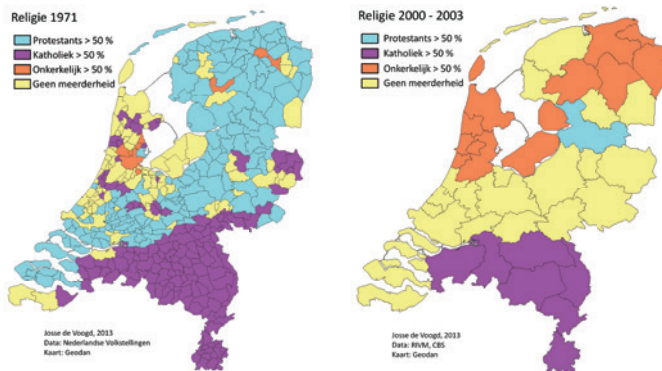 Religie 1971
Protestants > 50 %
Katholiek > 50 %
Onkerkelijk > 50 %
Geen meerderheid
Josse de Voogd, 2013
Data: Nederlandse Volkstellingen
Kaart: Geodan
Religie 2000 - 2003
Protestants > 50 %
Katholiek > 50 %
Onkerkelijk > 50 %
Geen meerderheid
Josse de Voogd, 2013
Data: RIVM, CBS
Kaart: Geodan